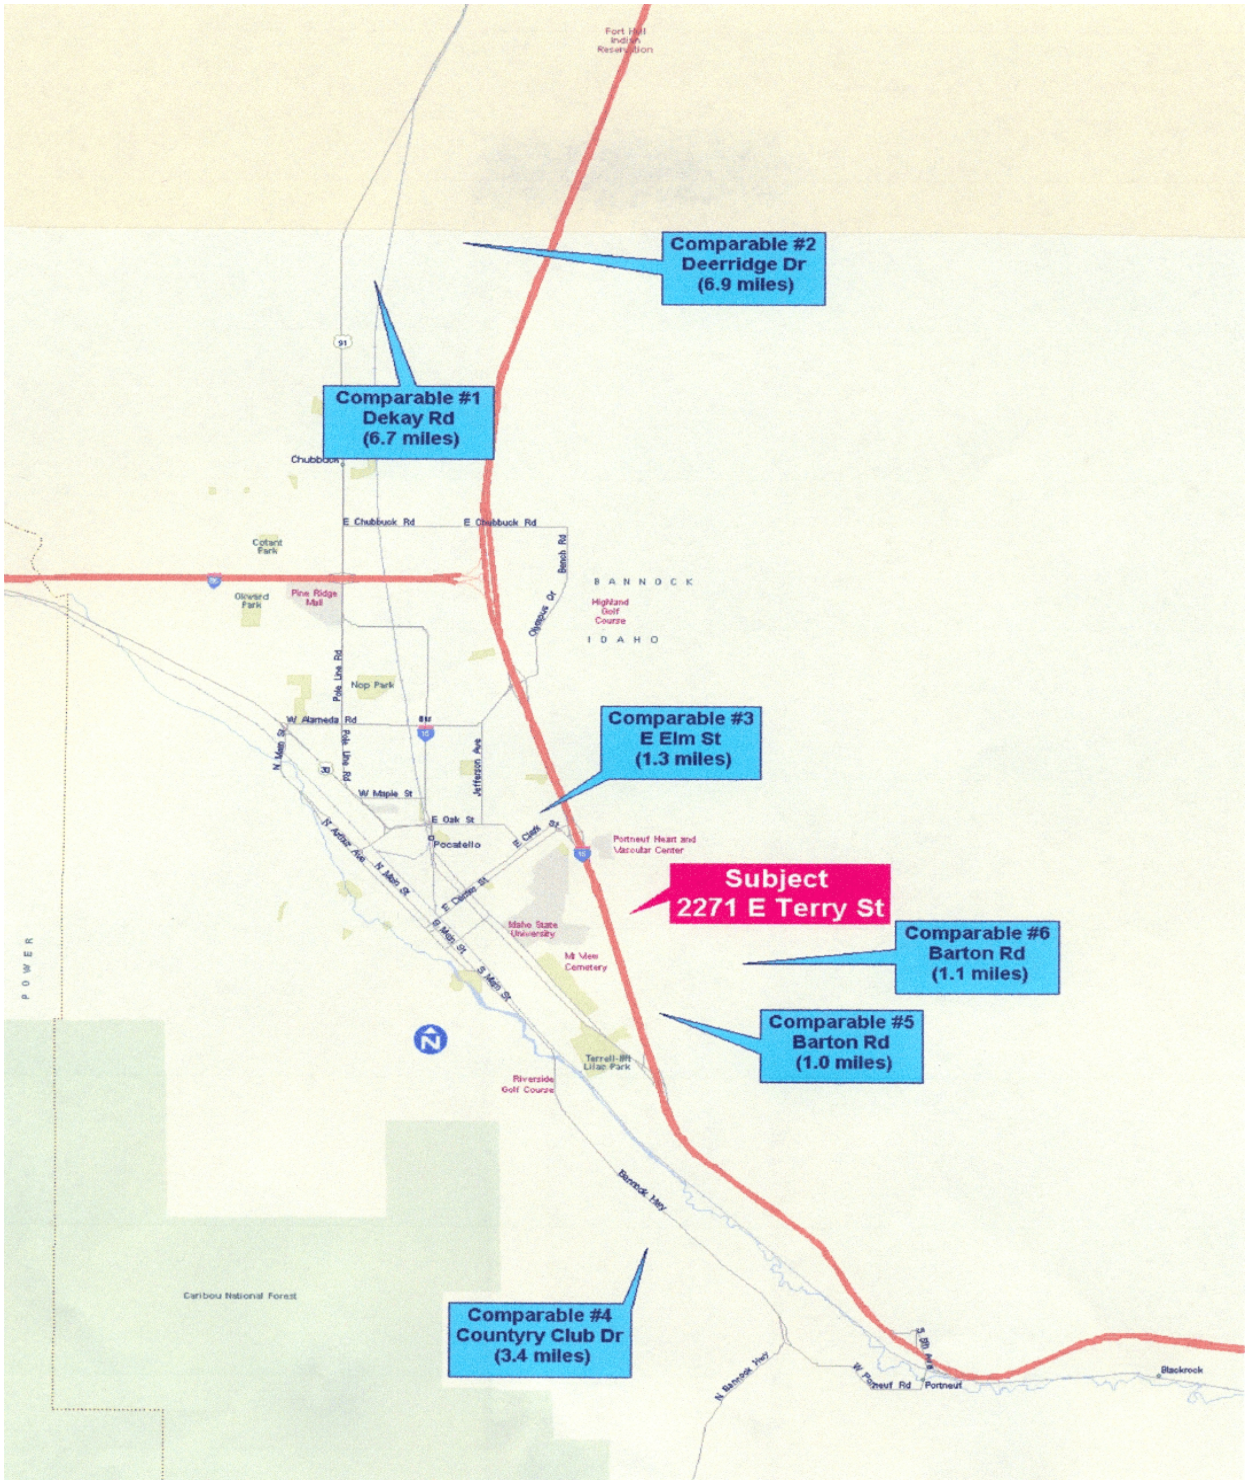 Fort Hall
Indian
Reservation
Comparable #2
Deerridge Dr
(6.9 miles)
91
Comparable #1
Dekay Rd
(6.7 miles)
Chubbuck
E Chubbuck Rd
E Chubbuck Rd
Bench Rd
Cotant
Park
86
BANNOCK
Pine Ridge
Mall
Park
Highland
Golf
Course
Olympus Dr
IDAHO
Pole Line Rd
Nop Park
W Alameda Rd
N Main St
Pole Line Rd
15
Jefferson Ave
Comparable #3
E Elm St
(1.3 miles)
30
W Maple St
E Oak St
N Arthur Ave
Pocatello
E Clark St
Portneuf Heart and
Vascular Center
15
N Main St
E Center St
Subject
2271 E Terry St
S Main St
Idaho State
University
Comparable #6
Barton Rd
(1.1 miles)
POWER
Mt View
Cemetery
S Main St
Comparable #5
Barton Rd
(1.0 miles)
N
Lilac Park
Riverside
Golf Course
Bannock Hwy
Caribou National Forest
Comparable #4
Countyry Club Dr
(3.4 miles)
S 5th Ave
N Bannock Hwy
W Portneuf Rd
Portneuf
Blackrock